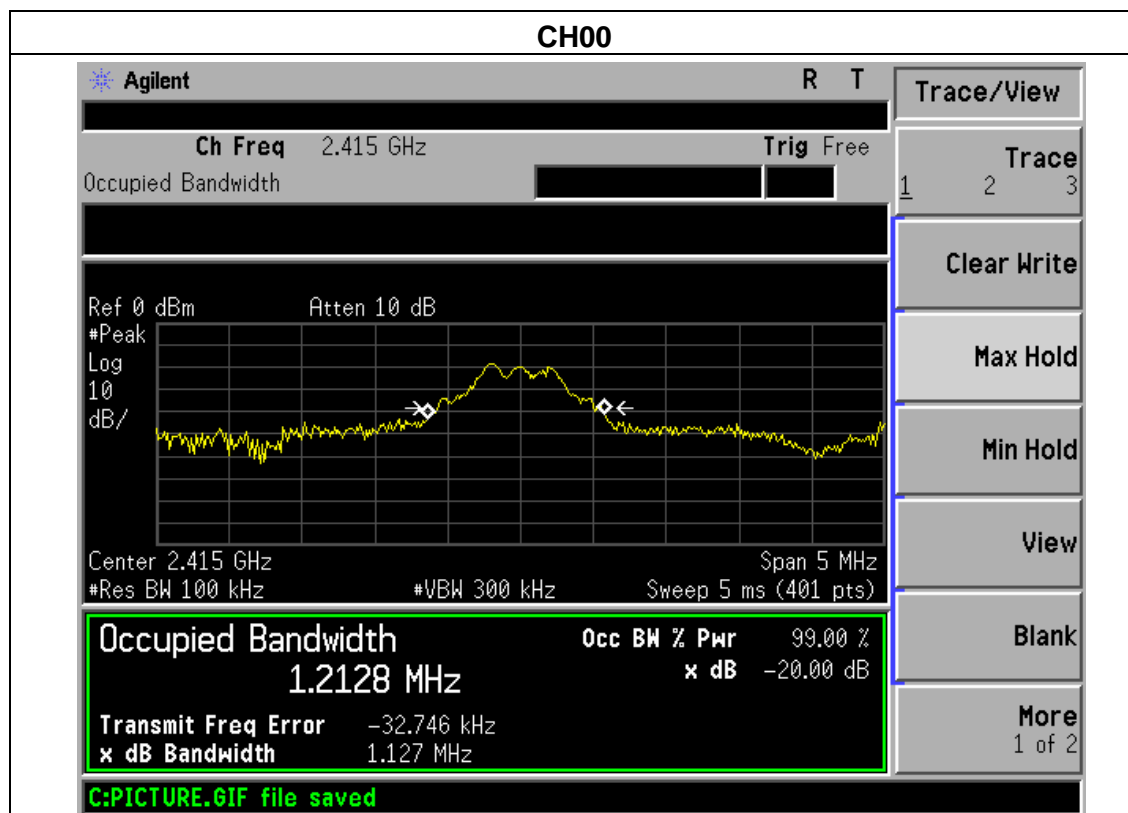 CH00
Agilent
R T
Trace/View
Ch Freq 2.415 GHz
Trig Free
Occupied Bandwidth
Trace
1 2 3
Clear Write
Ref 0 dBm
Atten 10 dB
#Peak
Log
10
dB/
Max Hold
Min Hold
View
Center 2.415 GHz
Span 5 MHz
#Res BW 100 kHz
#VBW 300 kHz
Sweep 5 ms (401 pts)
Occupied Bandwidth
1.2128 MHz
Occ BW % Pwr 99.00 %
x dB -20.00 dB
Blank
Transmit Freq Error -32.746 kHz
x dB Bandwidth 1.127 MHz
More
1 of 2
C:PICTURE.GIF file saved